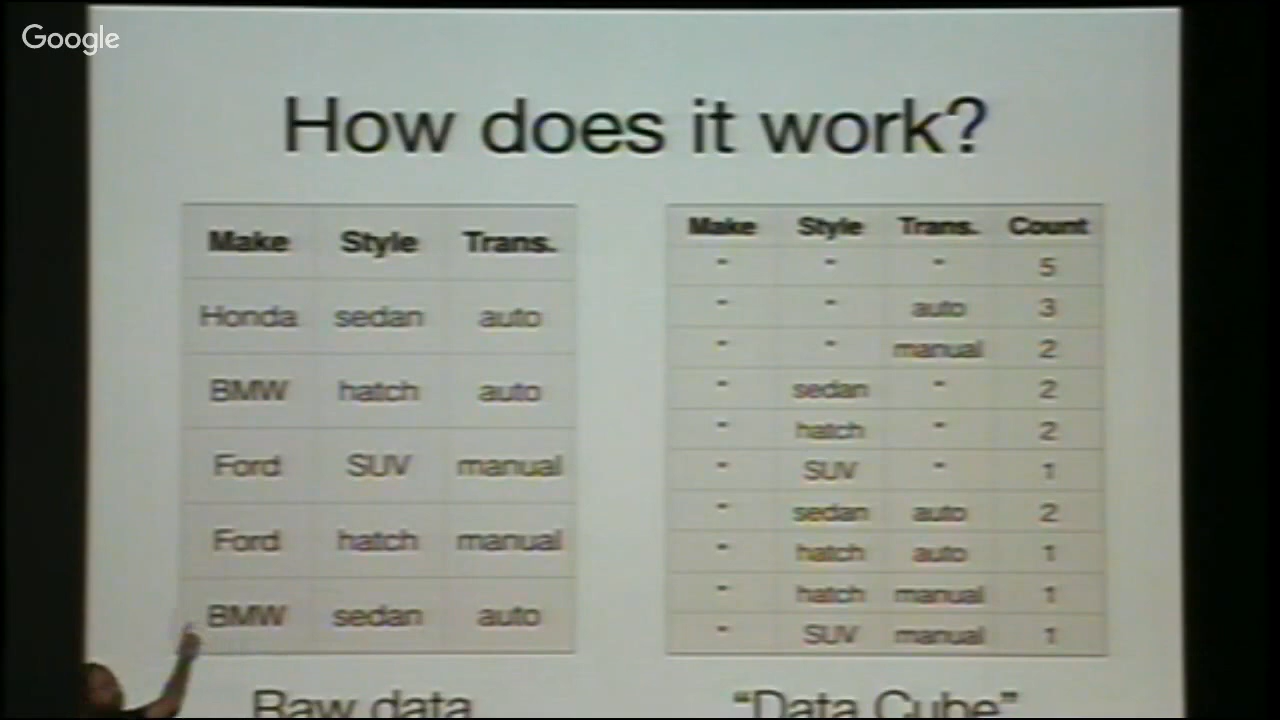 Google
How does it work?
Make Style Trans.
Honda sedan auto
BMW hatch auto
Ford SUV manual
Ford hatch manual
BMW sedan auto
Raw data
Make Style Trans. Count
* * * 5
* * auto 3
* * manual 2
* sedan * 2
* hatch * 2
* SUV * 1
* sedan auto 2
* hatch auto 1
* hatch manual 1
* SUV manual 1
“Data Cube”